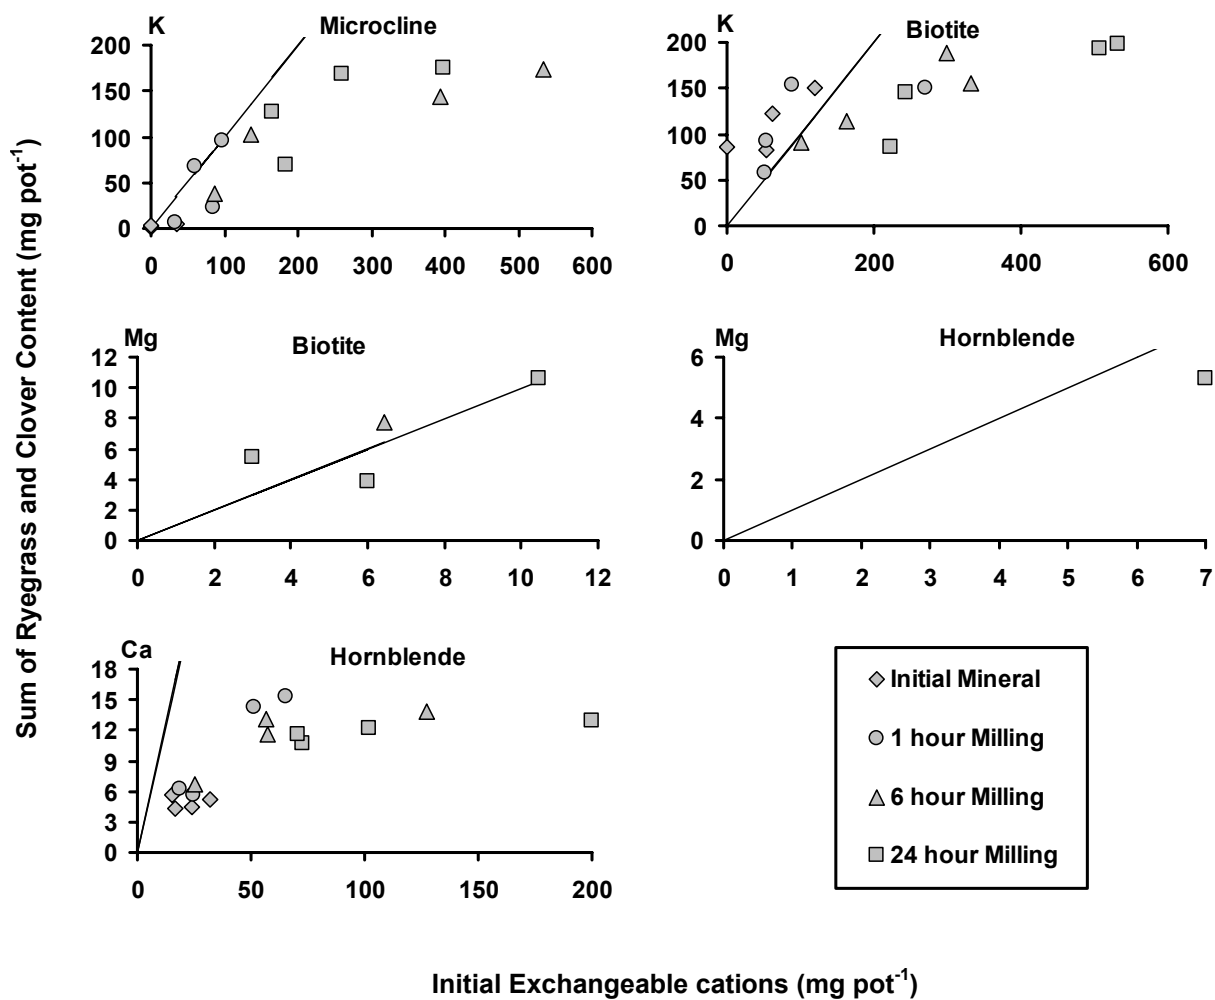 Sum of Ryegrass and Clover Content (mg pot-1)
K Microcline
200
150
100
50
0
0 100 200 300 400 500 600
K Biotite
200
150
100
50
0
0 200 400 600
Mg Biotite
12
10
8
6
4
2
0
0 2 4 6 8 10 12
Mg Hornblende
6
4
2
0
0 1 2 3 4 5 6 7
Ca Hornblende
18
15
12
9
6
3
0
0 50 100 150 200
Initial Mineral
1 hour Milling
6 hour Milling
24 hour Milling
Initial Exchangeable cations (mg pot-1)